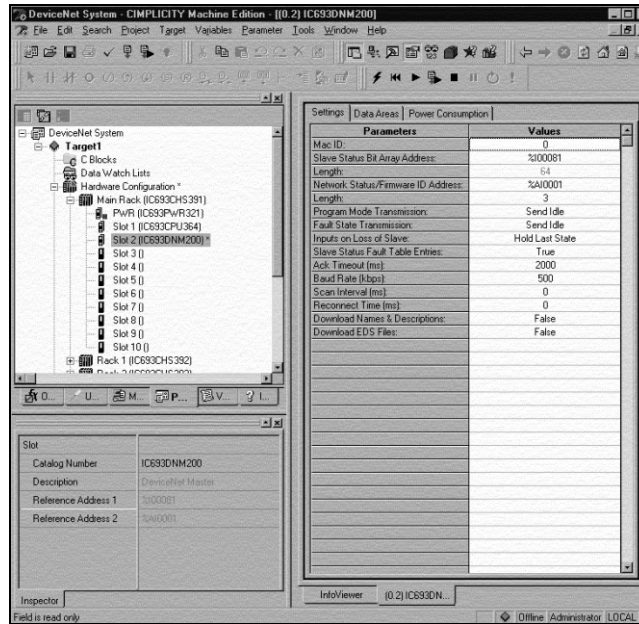 DeviceNet System - CIMPLICITY Machine Edition - [(0.2) IC693DNM200]
File Edit Search Project Target Variables Parameter Tools Window Help
DeviceNet System
Target1
C Blocks
Data Watch Lists
Hardware Configuration *
Main Rack (IC693CHS391)
PWR (IC693PWR321)
Slot 1 (IC693CPU364)
Slot 2 (IC693DNM200) *
Slot 3 ()
Slot 4 ()
Slot 5 ()
Slot 6 ()
Slot 7 ()
Slot 8 ()
Slot 9 ()
Slot 10 ()
Rack 1 (IC693CHS392)
O... U... M... P... V... I...
Slot
Catalog Number IC693DNM200
Description DeviceNet Master
Reference Address 1 %I00081
Reference Address 2 %AI0001
Inspector
Settings Data Areas Power Consumption
Parameters Values
Mac ID: 0
Slave Status Bit Array Address: %I00081
Length: 64
Network Status/Firmware ID Address: %AI0001
Length: 3
Program Mode Transmission: Send Idle
Fault State Transmission: Send Idle
Inputs on Loss of Slave: Hold Last State
Slave Status Fault Table Entries: True
Ack Timeout (ms): 2000
Baud Rate (kbps): 500
Scan Interval (ms): 0
Reconnect Time (ms): 0
Download Names & Descriptions: False
Download EDS Files: False
InfoViewer (0.2) IC693DN...
Field is read only Offline Administrator LOCAL